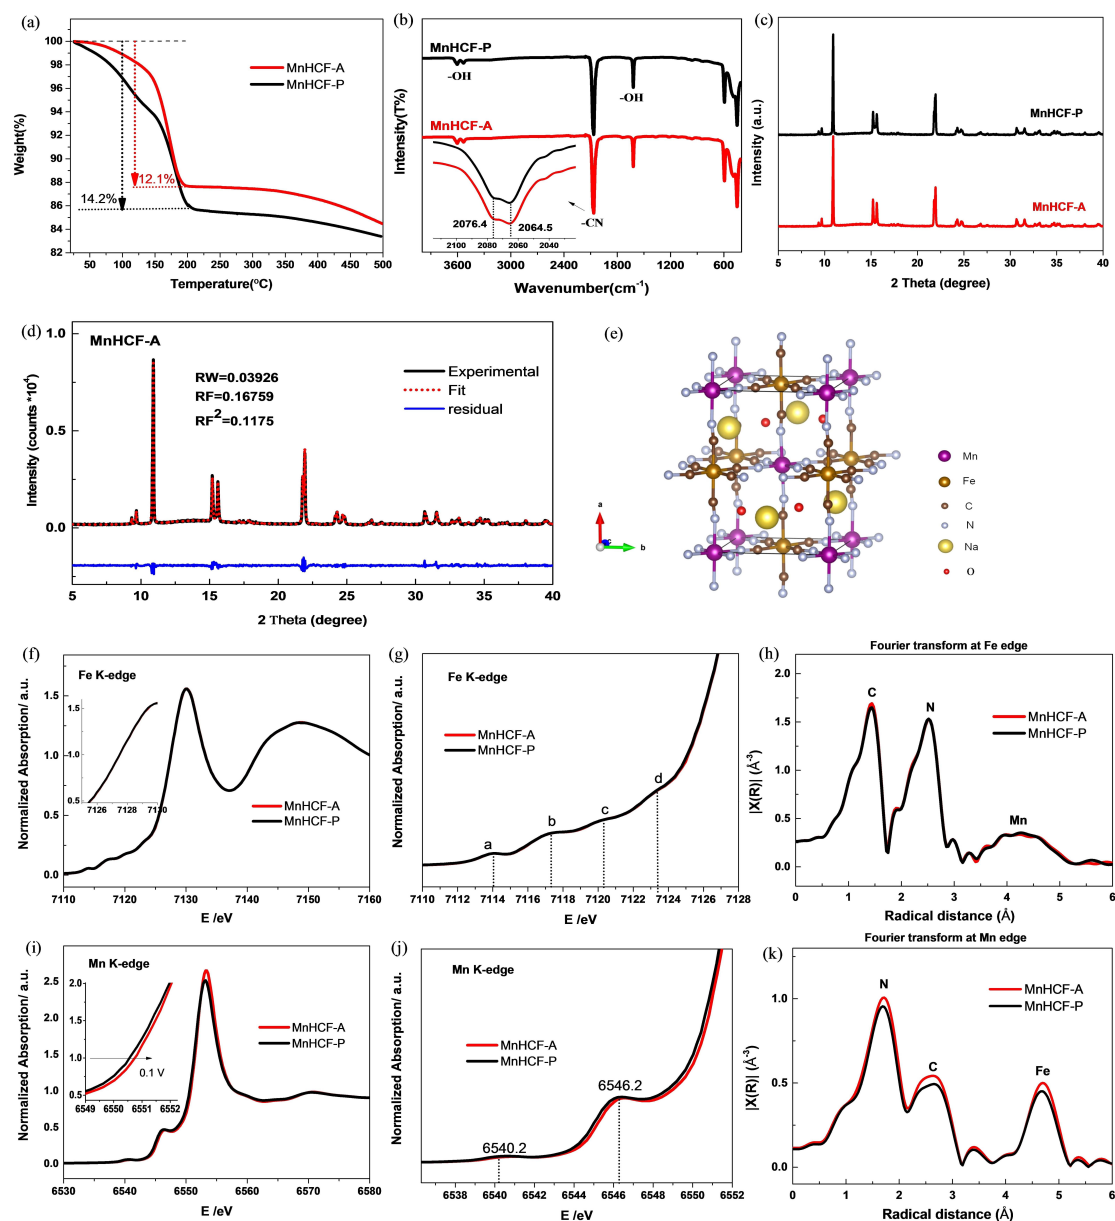 (a)
100
98
96
94
92
90
88
86
84
82
Weight(%)
MnHCF-A
MnHCF-P
14.2%
12.1%
50 100 150 200 250 300 350 400 450 500
Temperature(°C)
(b)
Intensity(T%)
MnHCF-P
-OH
-OH
MnHCF-A
2076.4
2064.5
-CN
2100 2080 2060 2040
3600 3000 2400 1800 1200 600
Wavenumber(cm⁻¹)
(c)
Intensity (a.u.)
MnHCF-P
MnHCF-A
5 10 15 20 25 30 35 40
2 Theta (degree)
(d)
MnHCF-A
RW=0.03926
RF=0.16759
RF²=0.1175
Experimental
Fit
residual
1.0
0.5
0.0
Intensity (counts *10⁴)
5 10 15 20 25 30 35 40
2 Theta (degree)
(e)
a
b
c
Mn
Fe
C
N
Na
O
(f)
Fe K-edge
1.5
1.0
0.5
0.0
Normalized Absorption/ a.u.
1.5
1.0
0.5
7126 7128 7130
MnHCF-A
MnHCF-P
7110 7120 7130 7140 7150 7160
E /eV
(g)
Fe K-edge
Normalized Absorption/ a.u.
MnHCF-A
MnHCF-P
a
b
c
d
7110 7112 7114 7116 7118 7120 7122 7124 7126 7128
E /eV
(h)
Fourier transform at Fe edge
2.0
1.5
1.0
0.5
0.0
|X(R)| (Å⁻³)
C
N
Mn
MnHCF-A
MnHCF-P
0 1 2 3 4 5 6
Radical distance (Å)
(i)
Mn K-edge
2.5
2.0
1.5
1.0
0.5
0.0
Normalized Absorption/ a.u.
2.0
1.5
1.0
0.5
0.1 V
6549 6550 6551 6552
MnHCF-A
MnHCF-P
6530 6540 6550 6560 6570 6580
E /eV
(j)
Mn K-edge
Normalized Absorption/ a.u.
MnHCF-A
MnHCF-P
6540.2
6546.2
6538 6540 6542 6544 6546 6548 6550 6552
E /eV
(k)
Fourier transform at Mn edge
1.0
0.5
0.0
|X(R)| (Å⁻³)
N
C
Fe
MnHCF-A
MnHCF-P
0 1 2 3 4 5 6
Radical distance (Å)